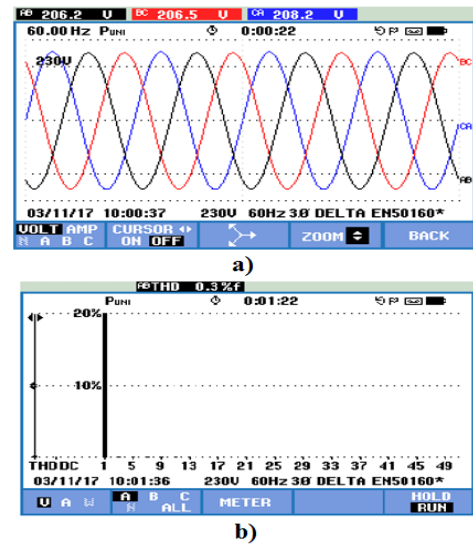 AB 206.2 V BC 206.5 V CA 208.2 V
60.00 Hz PUNI 0:00:22
230V
BC
CA
AB
03/11/17 10:00:37 230V 60Hz 3Ø DELTA EN50160*
VOLT AMP CURSOR ZOOM BACK
N A B C ON OFF
a)
AB THD 0.3%f
PUNI 0:01:22
20%
10%
THDDC 1 5 9 13 17 21 25 29 33 37 41 45 49
03/11/17 10:01:36 230V 60Hz 3Ø DELTA EN50160*
V A W A B C METER HOLD
N ALL RUN
b)